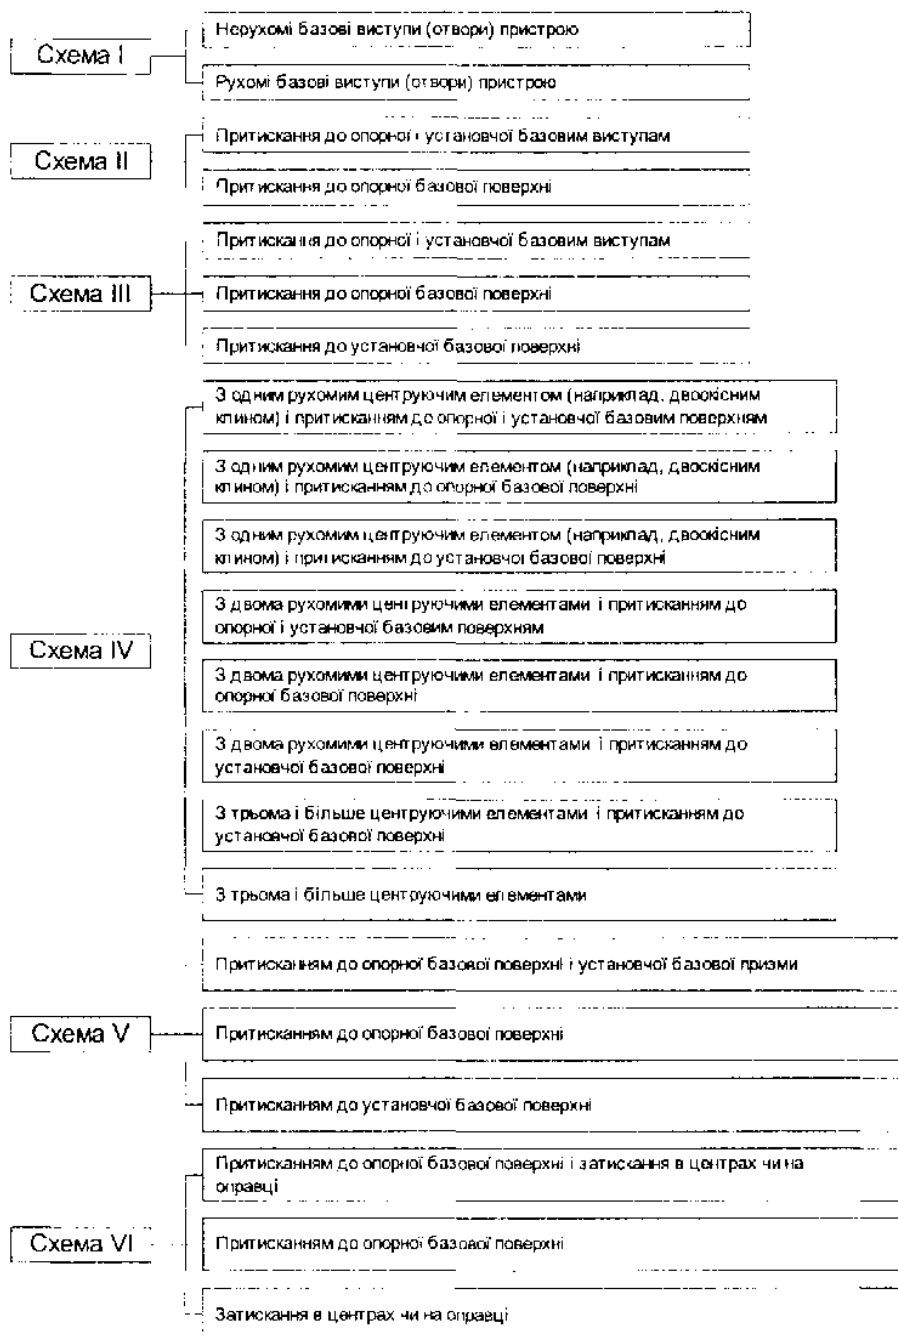 Схема I
Нерухомі базові виступи (отвори) пристрою
Рухомі базові виступи (отвори) пристрою
Схема II
Притискання до опорної і установчої базовим виступам
Притискання до опорної базової поверхні
Схема III
Притискання до опорної і установчої базовим виступам
Притискання до опорної базової поверхні
Притискання до установчої базової поверхні
Схема IV
З одним рухомим центруючим елементом (наприклад, двоокісним
клином) і притисканням до опорної і установчої базовим поверхням
З одним рухомим центруючим елементом (наприклад, двоокісним
клином) і притисканням до опорної базової поверхні
З одним рухомим центруючим елементом (наприклад, двоокісним
клином) і притисканням до установчої базової поверхні
З двома рухомими центруючими елементами і притисканням до
опорної і установчої базовим поверхням
З двома рухомими центруючими елементами і притисканням до
опорної базової поверхні
З двома рухомими центруючими елементами і притисканням до
установчої базової поверхні
З трьома і більше центруючими елементами і притисканням до
установчої базової поверхні
З трьома і більше центруючими елементами
Схема V
Притисканням до опорної базової поверхні і установчої базової призми
Притисканням до опорної базової поверхні
Притисканням до установчої базової поверхні
Схема VI
Притисканням до опорної базової поверхні і затискання в центрах чи на
оправці
Притисканням до опорної базової поверхні
Затискання в центрах чи на оправці